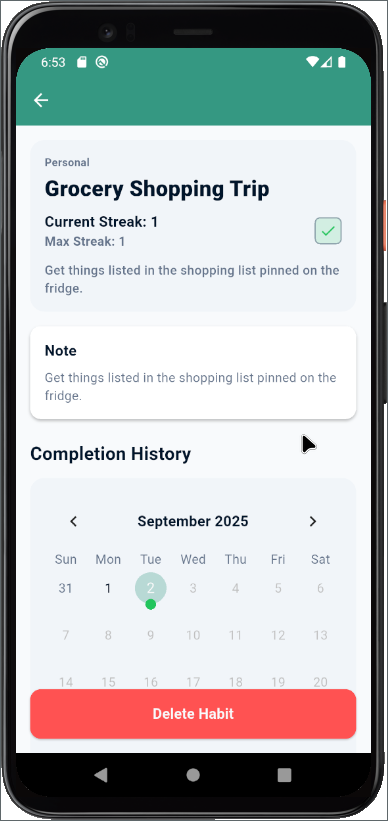 6:53
Personal
Grocery Shopping Trip
Current Streak: 1
Max Streak: 1
Get things listed in the shopping list pinned on the
fridge.
Note
Get things listed in the shopping list pinned on the
fridge.
Completion History
September 2025
Sun Mon Tue Wed Thu Fri Sat
31 1 2 3 4 5 6
7 8 9 10 11 12 13
14 15 16 17 18 19 20
Delete Habit